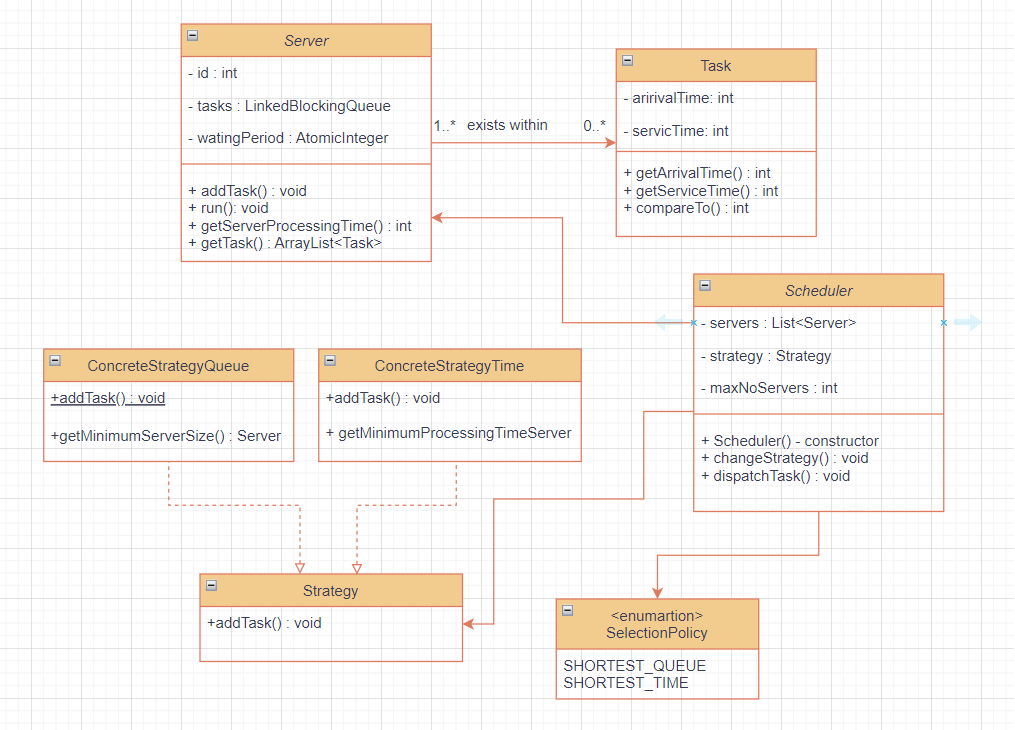 Server
- id : int
- tasks : LinkedBlockingQueue
- watingPeriod : AtomicInteger
+ addTask() : void
+ run(): void
+ getServerProcessingTime() : int
+ getTask() : ArrayList<Task>
1..* exists within 0..*
Task
- aririvalTime: int
- servicTime: int
+ getArrivalTime() : int
+ getServiceTime() : int
+ compareTo() : int
Scheduler
- servers : List<Server>
- strategy : Strategy
- maxNoServers : int
+ Scheduler() - constructor
+ changeStrategy() : void
+ dispatchTask() : void
ConcreteStrategyQueue
+addTask() : void
+getMinimumServerSize() : Server
ConcreteStrategyTime
+addTask() : void
+ getMinimumProcessingTimeServer
Strategy
+addTask() : void
<enumartion>
SelectionPolicy
SHORTEST_QUEUE
SHORTEST_TIME